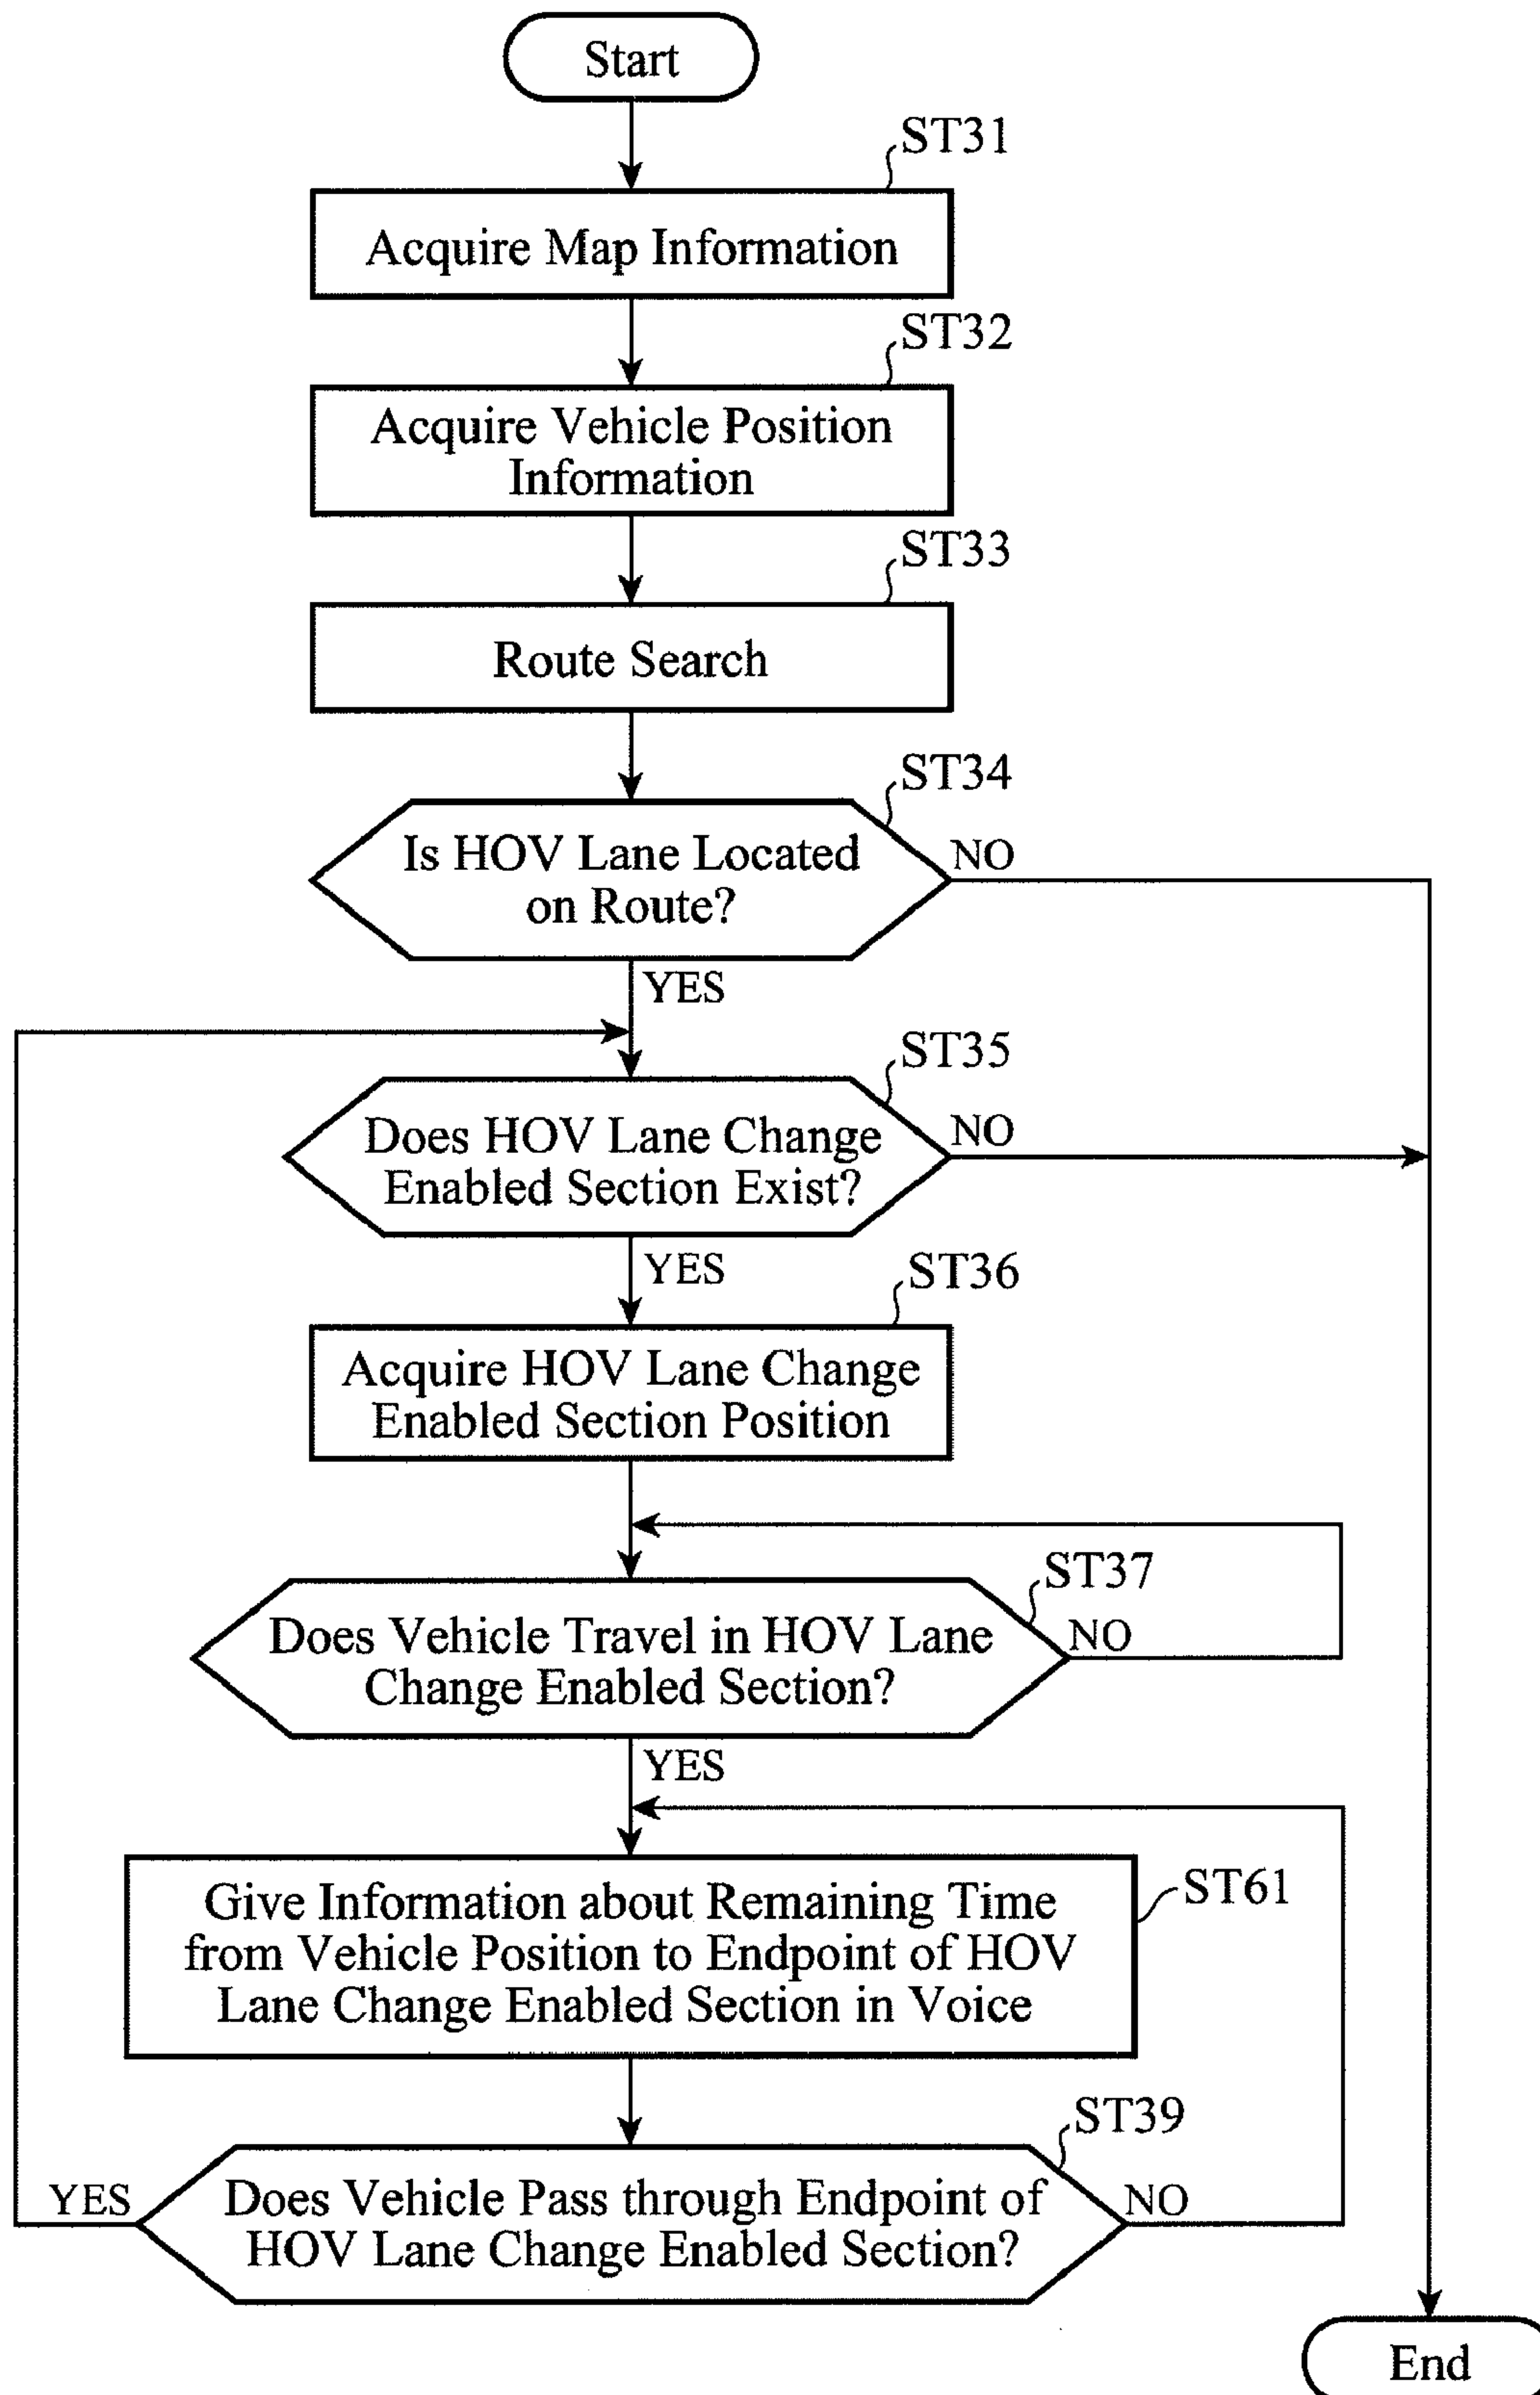 Start
ST31
Acquire Map Information
ST32
Acquire Vehicle Position
Information
ST33
Route Search
ST34
Is HOV Lane Located
on Route?
NO
YES
ST35
Does HOV Lane Change
Enabled Section Exist?
NO
YES
ST36
Acquire HOV Lane Change
Enabled Section Position
ST37
Does Vehicle Travel in HOV Lane
Change Enabled Section?
NO
YES
ST61
Give Information about Remaining Time
from Vehicle Position to Endpoint of HOV
Lane Change Enabled Section in Voice
ST39
YES
Does Vehicle Pass through Endpoint of
HOV Lane Change Enabled Section?
NO
End